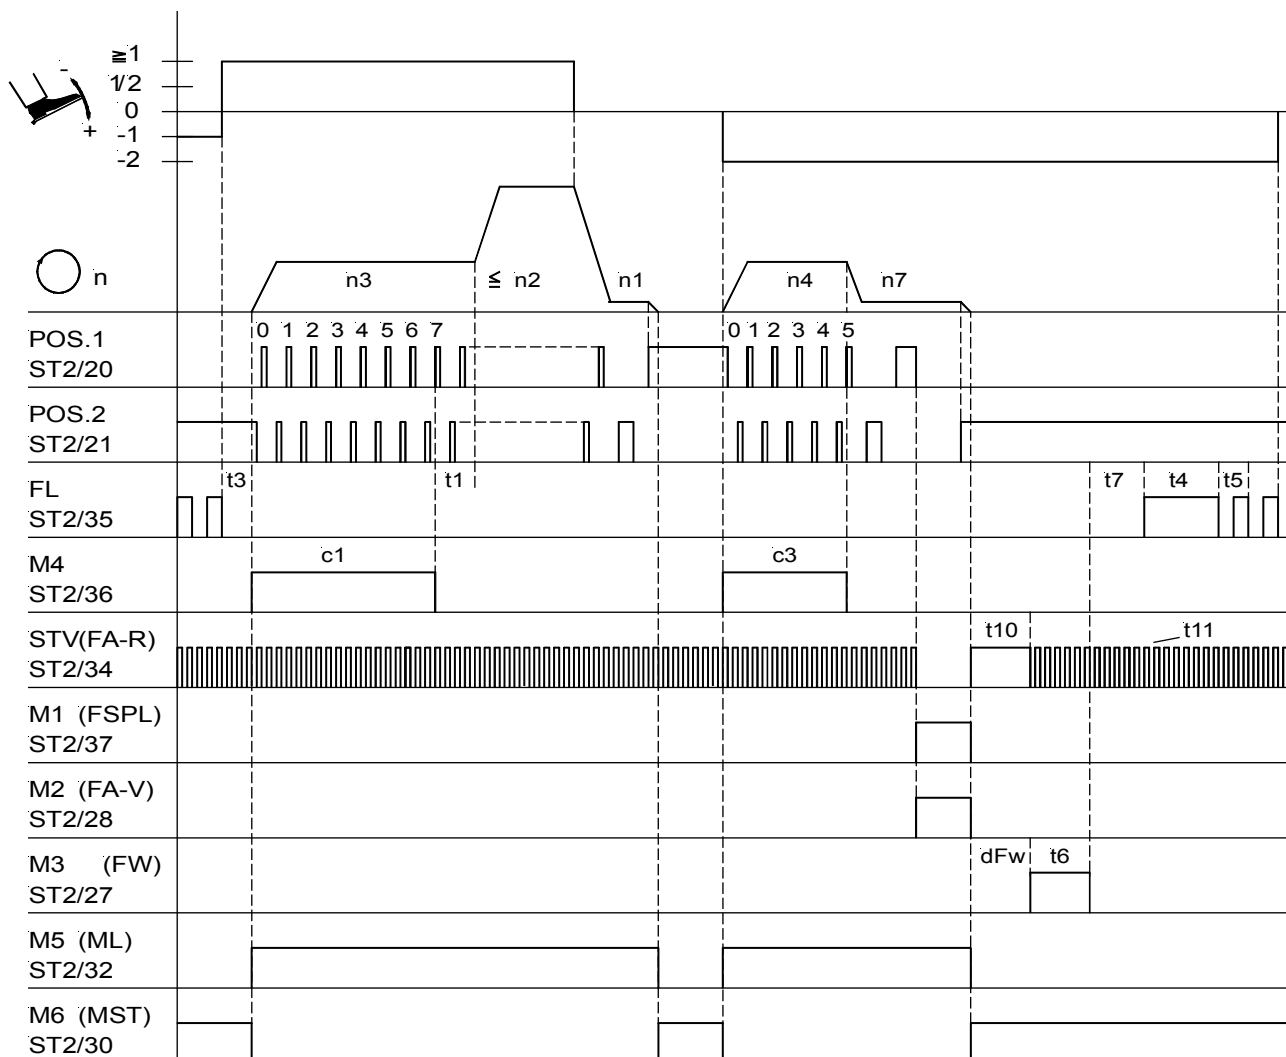 ≧1
1/2
0
-1
-2
-
+
n
n3
≦ n2
n1
n4
n7
POS.1
ST2/20
0 1 2 3 4 5 6 7
0 1 2 3 4 5
POS.2
ST2/21
FL
ST2/35
t3
t1
t7
t4
t5
M4
ST2/36
c1
c3
STV(FA-R)
ST2/34
t10
t11
M1 (FSPL)
ST2/37
M2 (FA-V)
ST2/28
M3 (FW)
ST2/27
dFw
t6
M5 (ML)
ST2/32
M6 (MST)
ST2/30